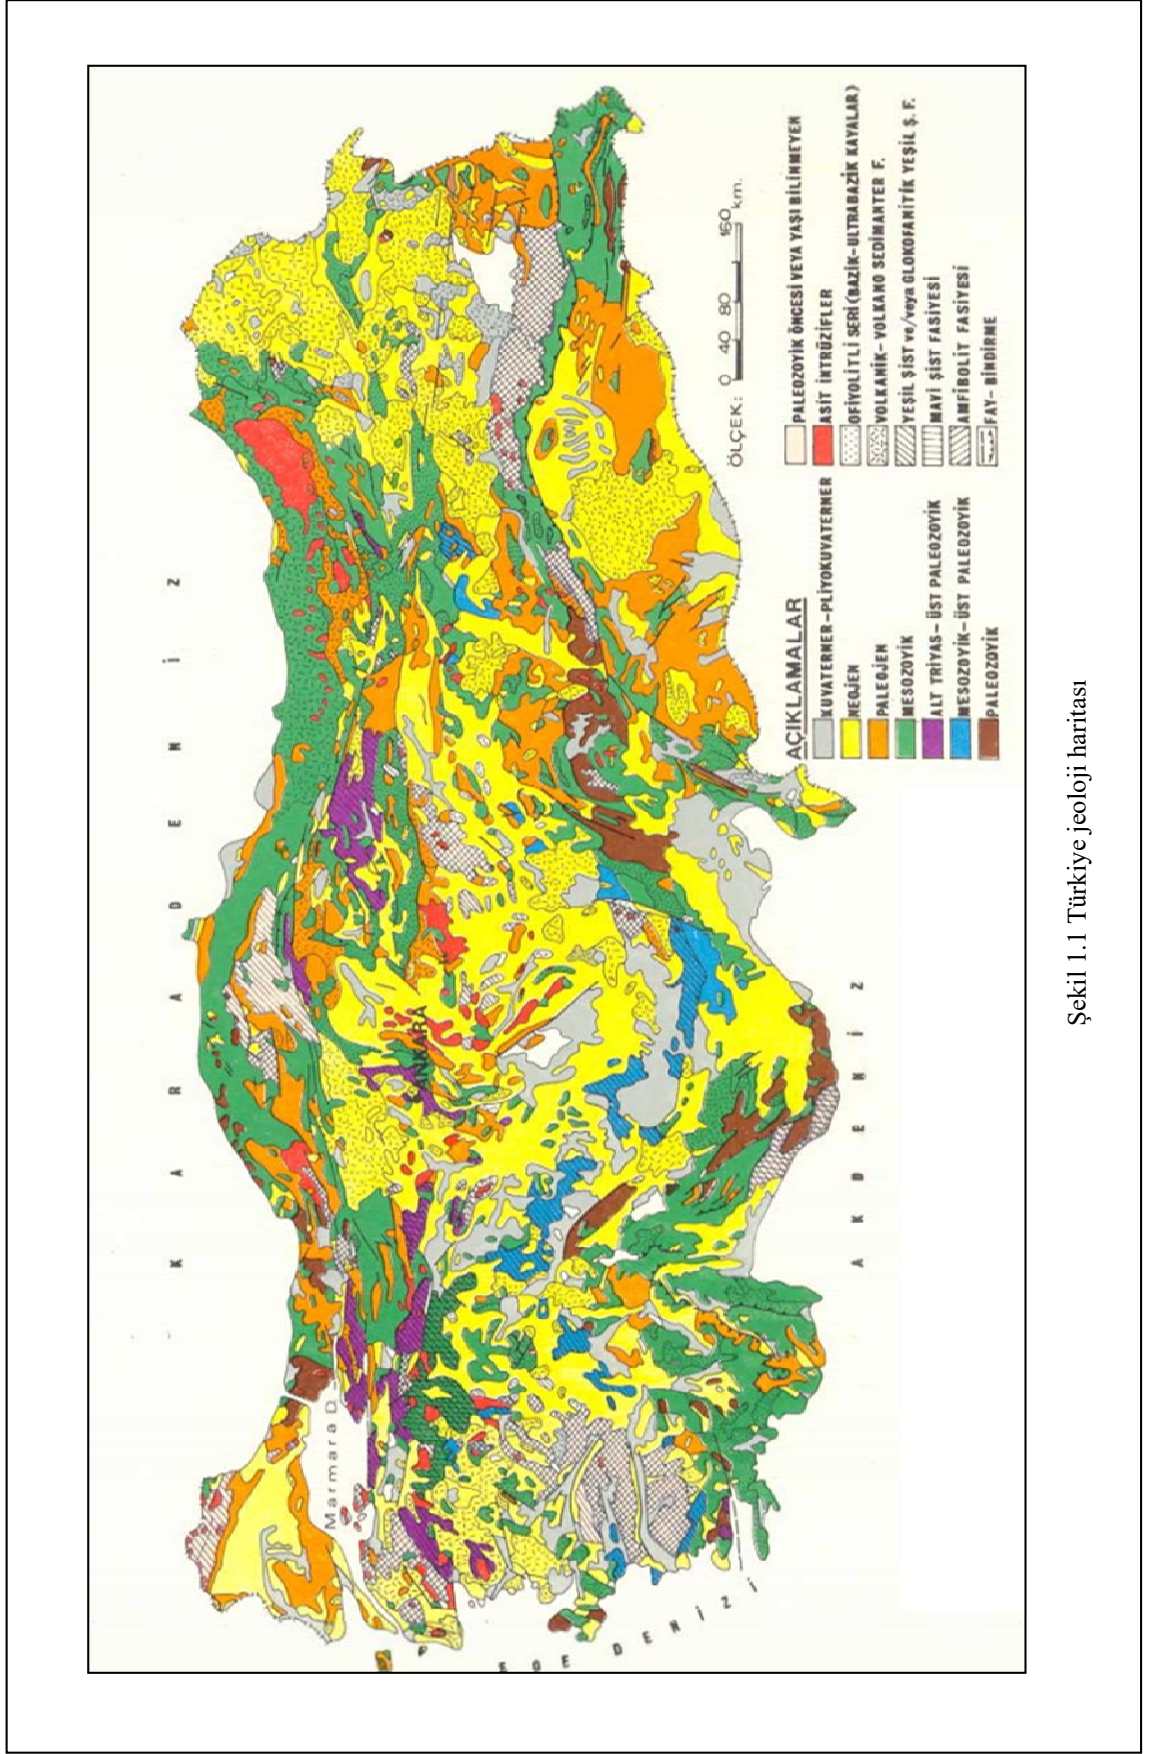 KARADENİZ
Marmara D.
ANKARA
EGE DENİZİ
AKDENİZ
ÖLÇEK: 0 40 80 160 km.
AÇIKLAMALAR
KUVATERNER-PLİYOKUVATERNER
NEOJEN
PALEOJEN
MESOZOYİK
ALT TRİYAS-ÜST PALEOZOYİK
MESOZOYİK-ÜST PALEOZOYİK
PALEOZOYİK
PALEOZOYİK ÖNCESİ VEYA YAŞI BİLİNMEYEN
ASİT İNTRÜZİFLER
OFİYOLİTLİ SERİ (BAZİK-ULTRABAZİK KAYALAR)
VOLKANİK-VOLKANO SEDİMANTER F.
YEŞİL ŞİST ve/veya GLOKOFANİTİK YEŞİL Ş. F.
MAVİ ŞİST FASİYESİ
AMFİBOLİT FASİYESİ
FAY-BİNDİRME
Şekil 1.1 Türkiye jeoloji haritası